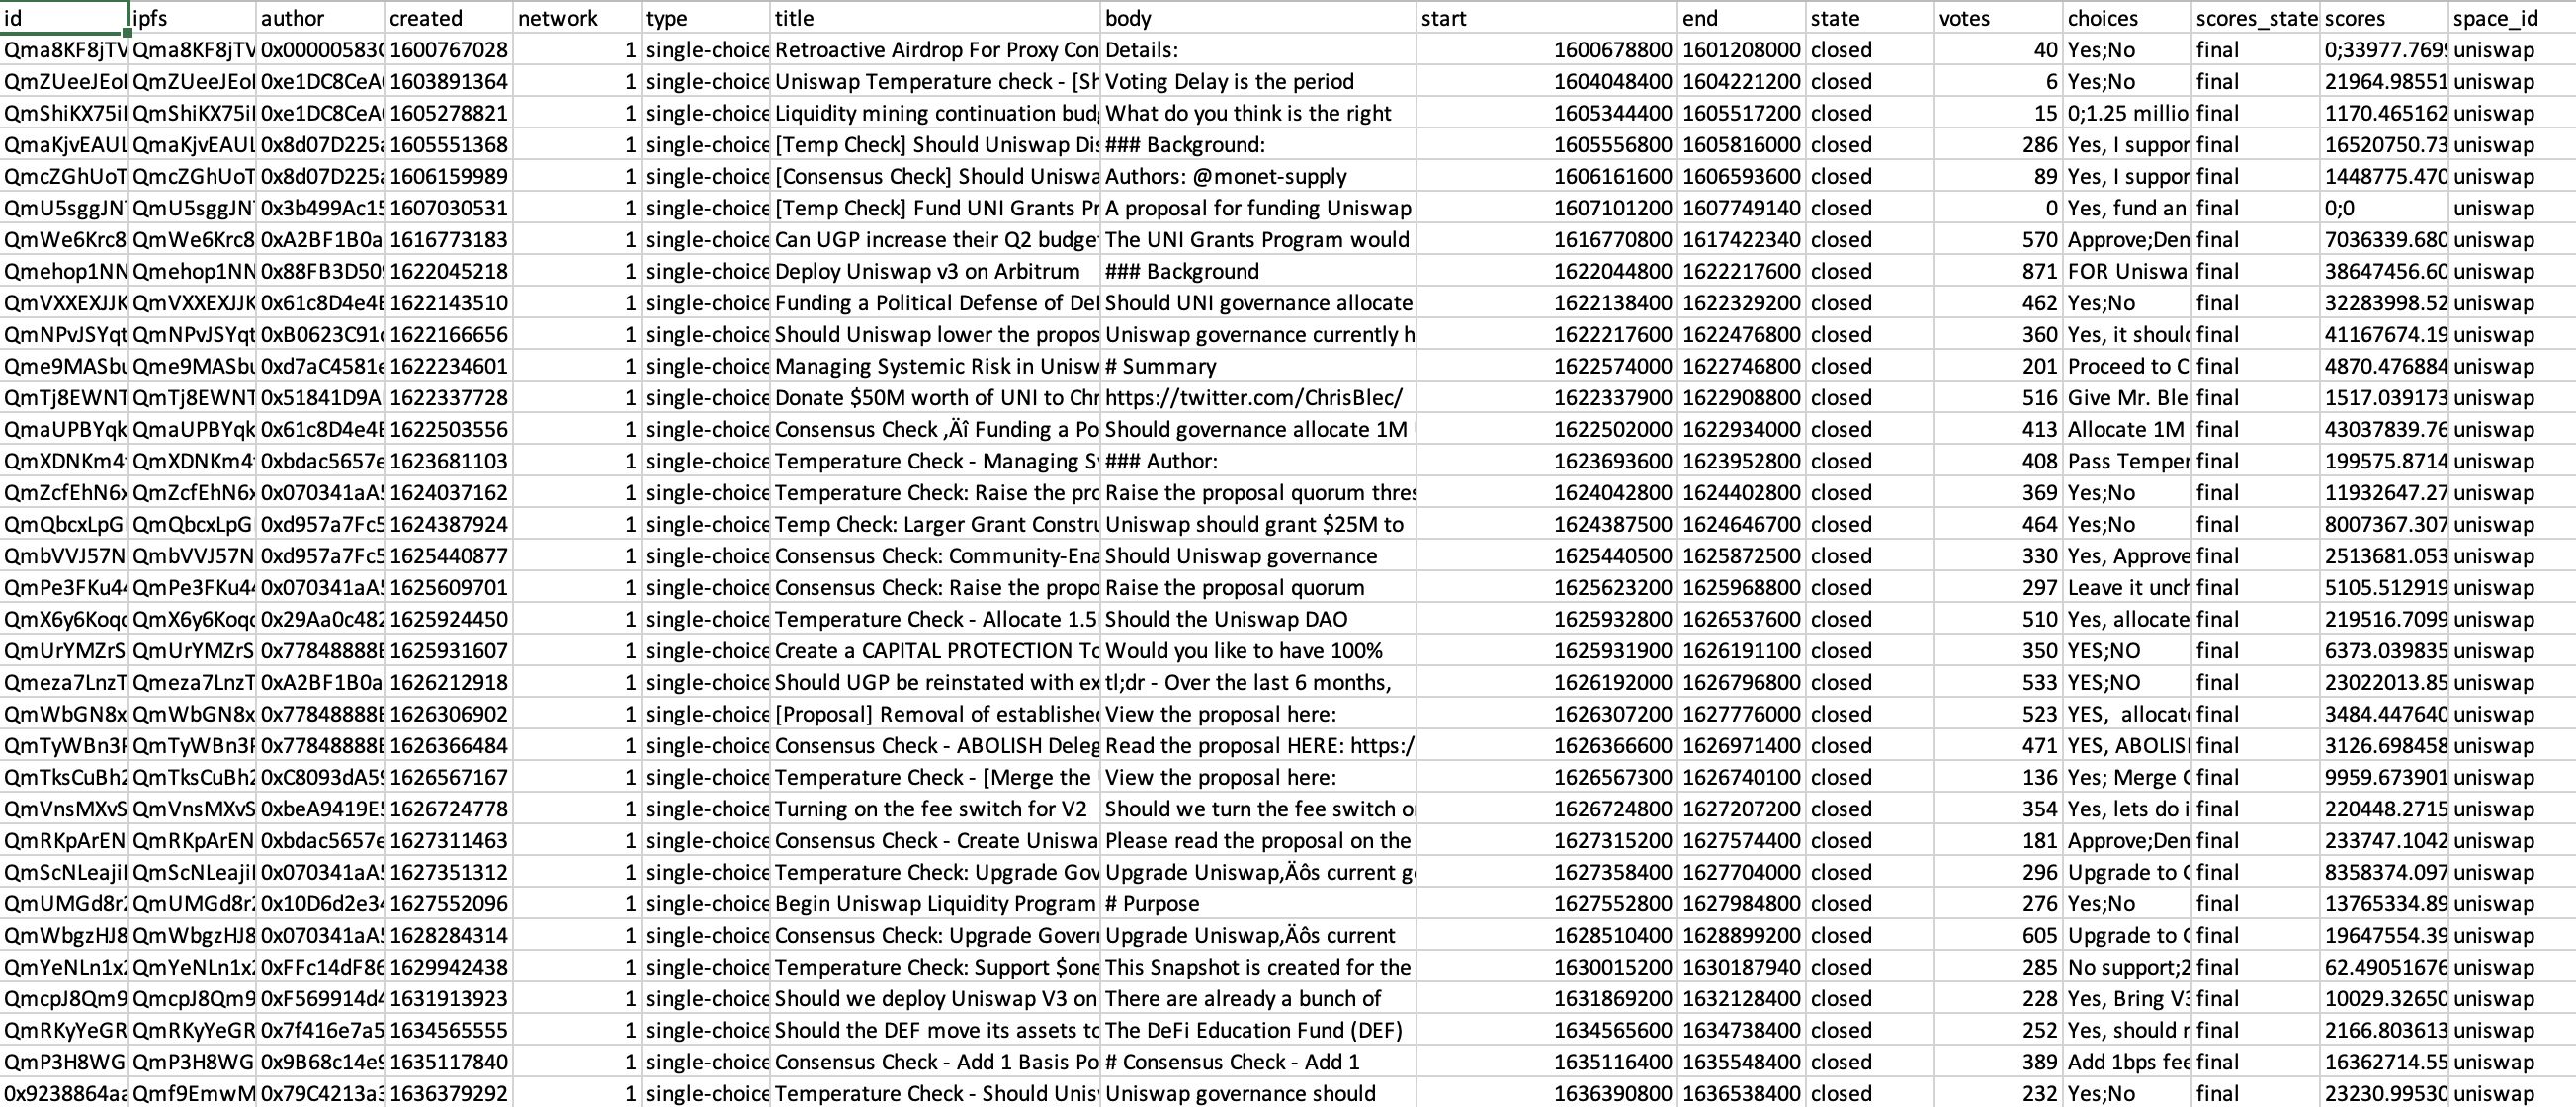 id ipfs author created network type title body start end state votes choices scores_state scores space_id
Qma8KF8jTV Qma8KF8jTV 0x00000583 1600767028 1 single-choice Retroactive Airdrop For Proxy Con Details: 1600678800 1601208000 closed 40 Yes;No final 0;33977.769 uniswap
QmZUeeJEo QmZUeeJEo 0xe1DC8CeA 1603891364 1 single-choice Uniswap Temperature check - [Sh Voting Delay is the period 1604048400 1604221200 closed 6 Yes;No final 21964.98551 uniswap
QmShiKX75i QmShiKX75i 0xe1DC8CeA 1605278821 1 single-choice Liquidity mining continuation bud What do you think is the right 1605344400 1605517200 closed 15 0;1.25 millio final 1170.465162 uniswap
QmaKjvEAUL QmaKjvEAUL 0x8d07D225 1605551368 1 single-choice [Temp Check] Should Uniswap Dis ### Background: 1605556800 1605816000 closed 286 Yes, I suppor final 16520750.73 uniswap
QmcZGhUoT QmcZGhUoT 0x8d07D225 1606159989 1 single-choice [Consensus Check] Should Uniswa Authors: @monet-supply 1606161600 1606593600 closed 89 Yes, I suppor final 1448775.470 uniswap
QmU5sggJN QmU5sggJN 0x3b499Ac15 1607030531 1 single-choice [Temp Check] Fund UNI Grants Pr A proposal for funding Uniswap 1607101200 1607749140 closed 0 Yes, fund an final 0;0 uniswap
QmWe6Krc8 QmWe6Krc8 0xA2BF1B0a 1616773183 1 single-choice Can UGP increase their Q2 budge The UNI Grants Program would 1616770800 1617422340 closed 570 Approve;Den final 7036339.680 uniswap
Qmehop1NN Qmehop1NN 0x88FB3D50 1622045218 1 single-choice Deploy Uniswap v3 on Arbitrum ### Background 1622044800 1622217600 closed 871 FOR Uniswa final 38647456.60 uniswap
QmVXXEXJJK QmVXXEXJJK 0x61c8D4e4 1622143510 1 single-choice Funding a Political Defense of De Should UNI governance allocate 1622138400 1622329200 closed 462 Yes;No final 32283998.52 uniswap
QmNPvJSYqt QmNPvJSYqt 0xB0623C91 1622166656 1 single-choice Should Uniswap lower the propos Uniswap governance currently h 1622217600 1622476800 closed 360 Yes, it should final 41167674.19 uniswap
Qme9MASbu Qme9MASbu 0xd7aC4581 1622234601 1 single-choice Managing Systemic Risk in Unisw # Summary 1622574000 1622746800 closed 201 Proceed to C final 4870.476884 uniswap
QmTj8EWNT QmTj8EWNT 0x51841D9A 1622337728 1 single-choice Donate $50M worth of UNI to Chr https://twitter.com/ChrisBlec/ 1622337900 1622908800 closed 516 Give Mr. Ble final 1517.039173 uniswap
QmaUPBYqk QmaUPBYqk 0x61c8D4e4 1622503556 1 single-choice Consensus Check ‚Äî Funding a Po Should governance allocate 1M 1622502000 1622934000 closed 413 Allocate 1M final 43037839.76 uniswap
QmXDNKm4 QmXDNKm4 0xbdac5657e 1623681103 1 single-choice Temperature Check - Managing S ### Author: 1623693600 1623952800 closed 408 Pass Temper final 199575.8714 uniswap
QmZcfEhN6x QmZcfEhN6x 0x070341aA 1624037162 1 single-choice Temperature Check: Raise the pro Raise the proposal quorum thres 1624042800 1624402800 closed 369 Yes;No final 11932647.27 uniswap
QmQbcxLpG QmQbcxLpG 0xd957a7Fc5 1624387924 1 single-choice Temp Check: Larger Grant Constru Uniswap should grant $25M to 1624387500 1624646700 closed 464 Yes;No final 8007367.307 uniswap
QmbVVJ57N QmbVVJ57N 0xd957a7Fc5 1625440877 1 single-choice Consensus Check: Community-Ena Should Uniswap governance 1625440500 1625872500 closed 330 Yes, Approve final 2513681.053 uniswap
QmPe3FKu4 QmPe3FKu4 0x070341aA 1625609701 1 single-choice Consensus Check: Raise the propo Raise the proposal quorum 1625623200 1625968800 closed 297 Leave it unch final 5105.512919 uniswap
QmX6y6Koqc QmX6y6Koqc 0x29Aa0c482 1625924450 1 single-choice Temperature Check - Allocate 1.5 Should the Uniswap DAO 1625932800 1626537600 closed 510 Yes, allocate final 219516.7099 uniswap
QmUrYMZrS QmUrYMZrS 0x77848888 1625931607 1 single-choice Create a CAPITAL PROTECTION To Would you like to have 100% 1625931900 1626191100 closed 350 YES;NO final 6373.039835 uniswap
Qmeza7LnzT Qmeza7LnzT 0xA2BF1B0a 1626212918 1 single-choice Should UGP be reinstated with ex tl;dr - Over the last 6 months, 1626192000 1626796800 closed 533 YES;NO final 23022013.85 uniswap
QmWbGN8x QmWbGN8x 0x77848888 1626306902 1 single-choice [Proposal] Removal of established View the proposal here: 1626307200 1627776000 closed 523 YES, allocate final 3484.447640 uniswap
QmTyWBn3 QmTyWBn3 0x77848888 1626366484 1 single-choice Consensus Check - ABOLISH Deleg Read the proposal HERE: https:/ 1626366600 1626971400 closed 471 YES, ABOLIS final 3126.698458 uniswap
QmTksCuBh2 QmTksCuBh2 0xC8093dA59 1626567167 1 single-choice Temperature Check - [Merge the View the proposal here: 1626567300 1626740100 closed 136 Yes; Merge final 9959.673901 uniswap
QmVnsMXvS QmVnsMXvS 0xbeA9419E 1626724778 1 single-choice Turning on the fee switch for V2 Should we turn the fee switch o 1626724800 1627207200 closed 354 Yes, lets do i final 220448.2715 uniswap
QmRKpArEN QmRKpArEN 0xbdac5657e 1627311463 1 single-choice Consensus Check - Create Uniswa Please read the proposal on the 1627315200 1627574400 closed 181 Approve;Den final 233747.1042 uniswap
QmScNLeaji QmScNLeaji 0x070341aA 1627351312 1 single-choice Temperature Check: Upgrade Gov Upgrade Uniswap‚Äôs current g 1627358400 1627704000 closed 296 Upgrade to final 8358374.097 uniswap
QmUMGd8r QmUMGd8r 0x10D6d2e34 1627552096 1 single-choice Begin Uniswap Liquidity Program # Purpose 1627552800 1627984800 closed 276 Yes;No final 13765334.89 uniswap
QmWbgzHJ8 QmWbgzHJ8 0x070341aA 1628284314 1 single-choice Consensus Check: Upgrade Gover Upgrade Uniswap‚Äôs current 1628510400 1628899200 closed 605 Upgrade to final 19647554.39 uniswap
QmYeNLn1x QmYeNLn1x 0xFFc14dF86 1629942438 1 single-choice Temperature Check: Support $one This Snapshot is created for the 1630015200 1630187940 closed 285 No support;2 final 62.49051676 uniswap
QmcpJ8Qm9 QmcpJ8Qm9 0xF569914d4 1631913923 1 single-choice Should we deploy Uniswap V3 on There are already a bunch of 1631869200 1632128400 closed 228 Yes, Bring V3 final 10029.32650 uniswap
QmRKyYeGR QmRKyYeGR 0x7f416e7a5 1634565555 1 single-choice Should the DEF move its assets to The DeFi Education Fund (DEF) 1634565600 1634738400 closed 252 Yes, should r final 2166.803613 uniswap
QmP3H8WG QmP3H8WG 0x9B68c14e9 1635117840 1 single-choice Consensus Check - Add 1 Basis Po # Consensus Check - Add 1 1635116400 1635548400 closed 389 Add 1bps fee final 16362714.55 uniswap
0x9238864aa Qmf9EmwM 0x79C4213a3 1636379292 1 single-choice Temperature Check - Should Unis Uniswap governance should 1636390800 1636538400 closed 232 Yes;No final 23230.99530 uniswap